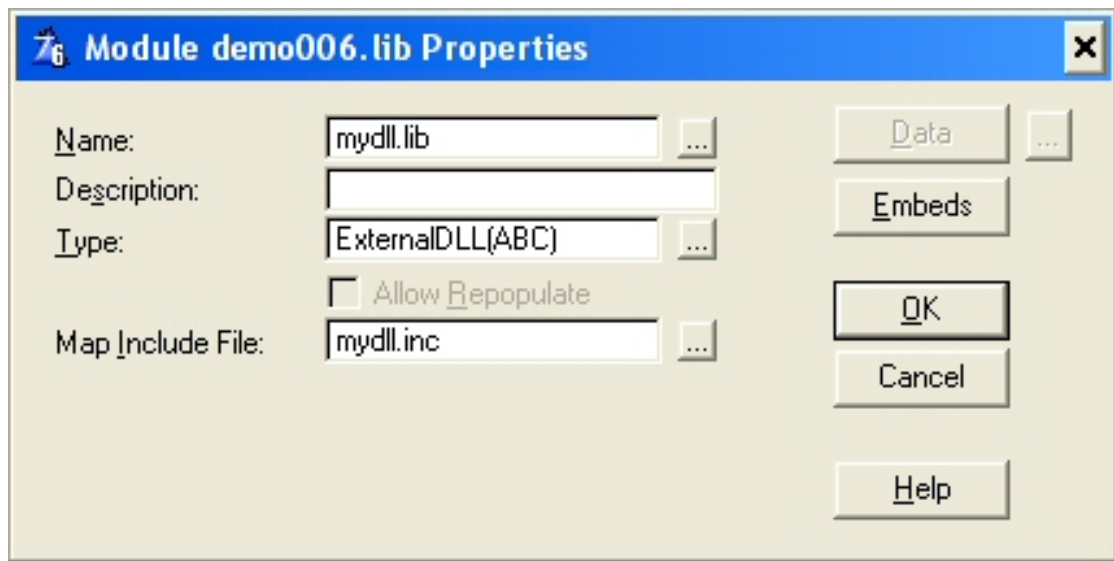 Module demo006.lib Properties
Name: mydll.lib ... Data ...
Description: Embeds
Type: ExternalDLL(ABC) ...
Allow Repopulate OK
Map Include File: mydll.inc ...
Cancel
Help